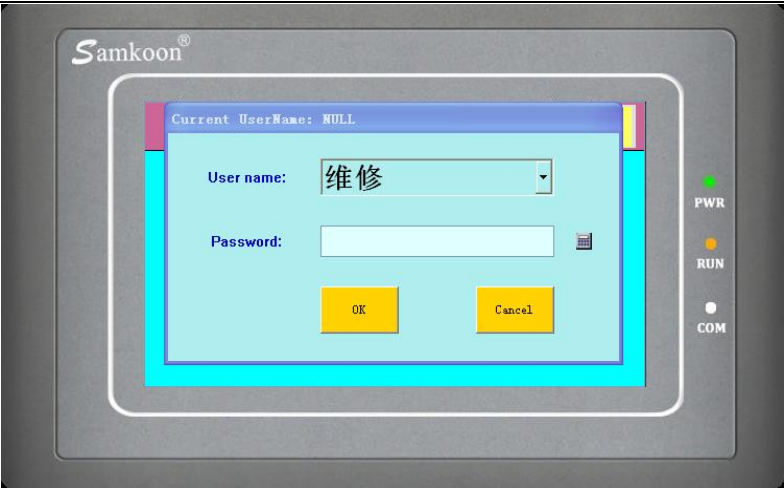 Samkoon®
Current UserName: NULL
User name: 维修
Password:
OK Cancel
PWR
RUN
COM